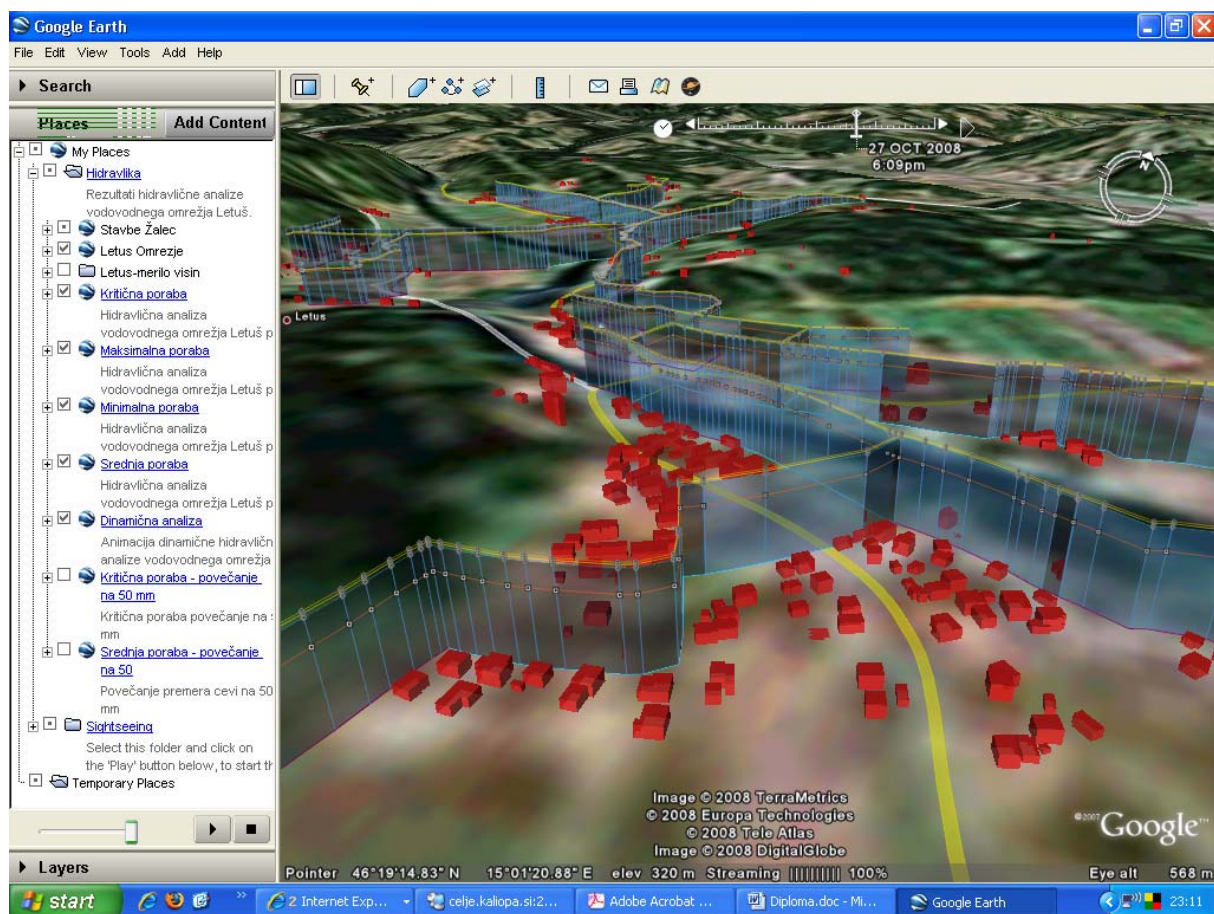 Google Earth
File Edit View Tools Add Help
Search
Places
Add Content
My Places
Hidravlika
Rezultati hidravlične analize
vodovodnega omrežja Letuš.
Stavbe Žalec
Letus Omrezje
Letus-merilo visin
Kritična poraba
Hidravlična analiza
vodovodnega omrežja Letuš p
Maksimalna poraba
Hidravlična analiza
vodovodnega omrežja Letuš p
Minimalna poraba
Hidravlična analiza
vodovodnega omrežja Letuš p
Srednja poraba
Hidravlična analiza
vodovodnega omrežja Letuš p
Dinamična analiza
Animacija dinamične hidravličn
analize vodovodnega omrežja
Kritična poraba - povečanje
na 50 mm
Kritična poraba povečanje na
mm
Srednja poraba - povečanje
na 50
Povečanje premera cevi na 50
mm
Sightseeing
Select this folder and click on
the 'Play' button below, to start th
Temporary Places
Layers
27 OCT 2008
6:09pm
N
Letus
Image © 2008 TerraMetrics
© 2008 Europa Technologies
© 2008 Tele Atlas
Image © 2008 DigitalGlobe
©2007 Google™
Pointer 46°19'14.83" N 15°01'20.88" E elev 320 m Streaming |||||||||| 100% Eye alt 568 m
start
2 Internet Exp...
celje.kaliopa.si:2...
Adobe Acrobat ...
Diploma.doc - Mi...
Google Earth
23:11